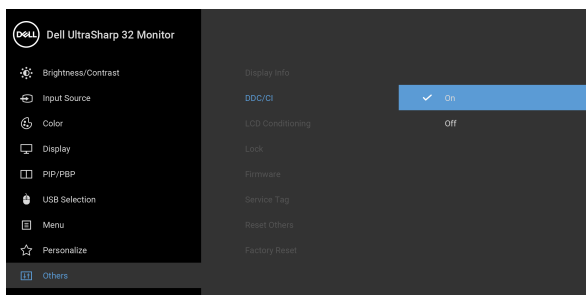 DELL Dell UltraSharp 32 Monitor
Brightness/Contrast Display Info
Input Source DDC/CI On
Color LCD Conditioning Off
Display Lock
PIP/PBP Firmware
USB Selection Service Tag
Menu Reset Others
Personalize Factory Reset
Others